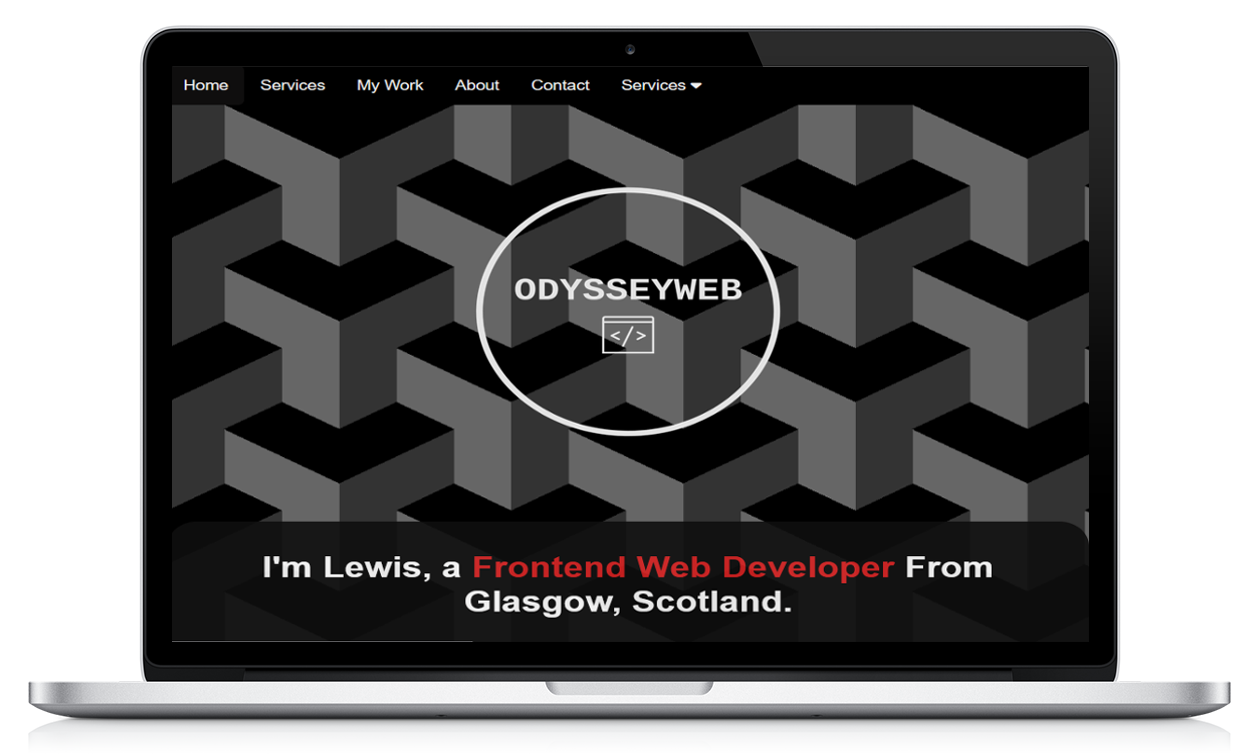 Home Services My Work About Contact Services
ODYSSEYWEB
</>
I'm Lewis, a Frontend Web Developer From
Glasgow, Scotland.